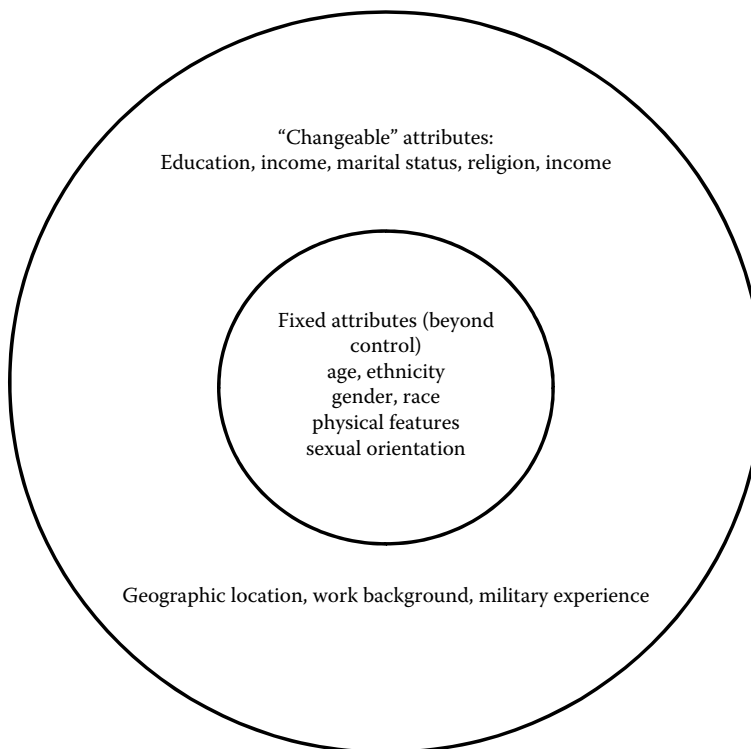 “Changeable” attributes:
Education, income, marital status, religion, income
Fixed attributes (beyond
control)
age, ethnicity
gender, race
physical features
sexual orientation
Geographic location, work background, military experience